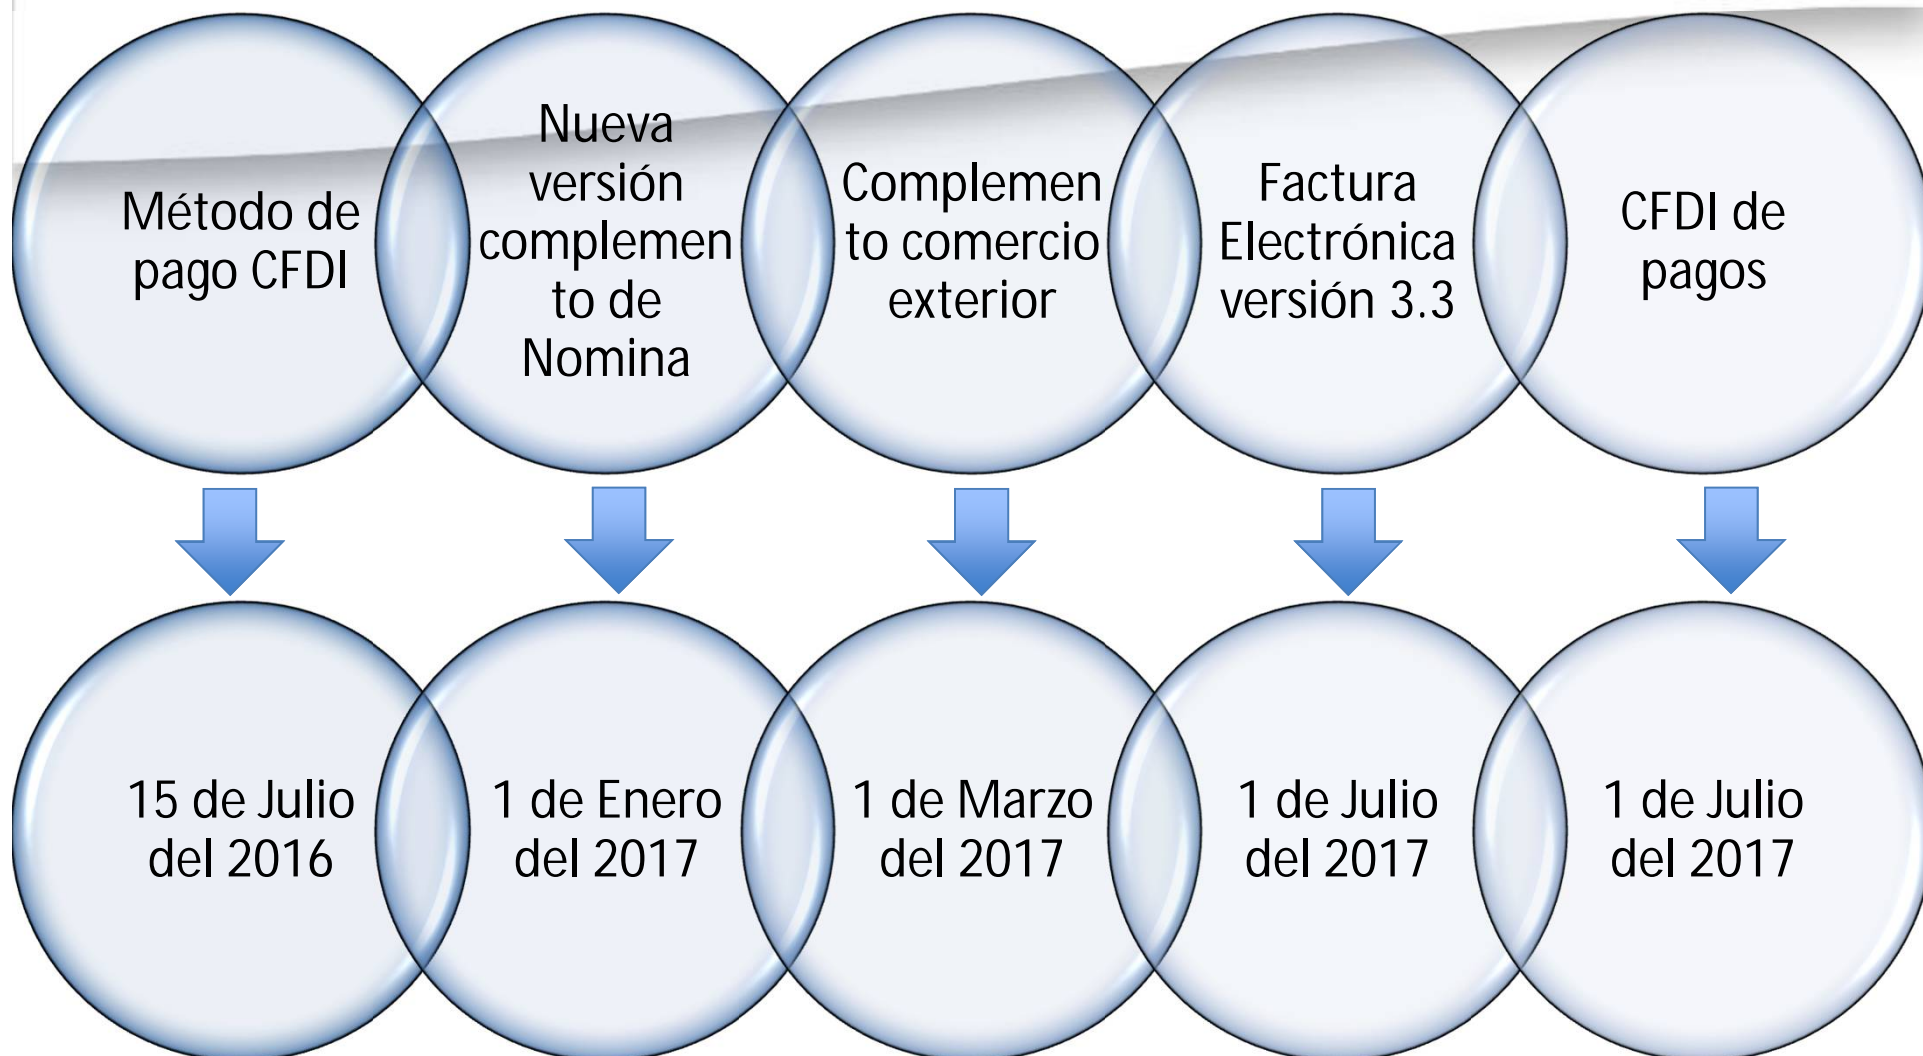 Método de
pago CFDI
Nueva
versión
complemen
to de
Nomina
Complemen
to comercio
exterior
Factura
Electrónica
versión 3.3
CFDI de
pagos
15 de Julio
del 2016
1 de Enero
del 2017
1 de Marzo
del 2017
1 de Julio
del 2017
1 de Julio
del 2017